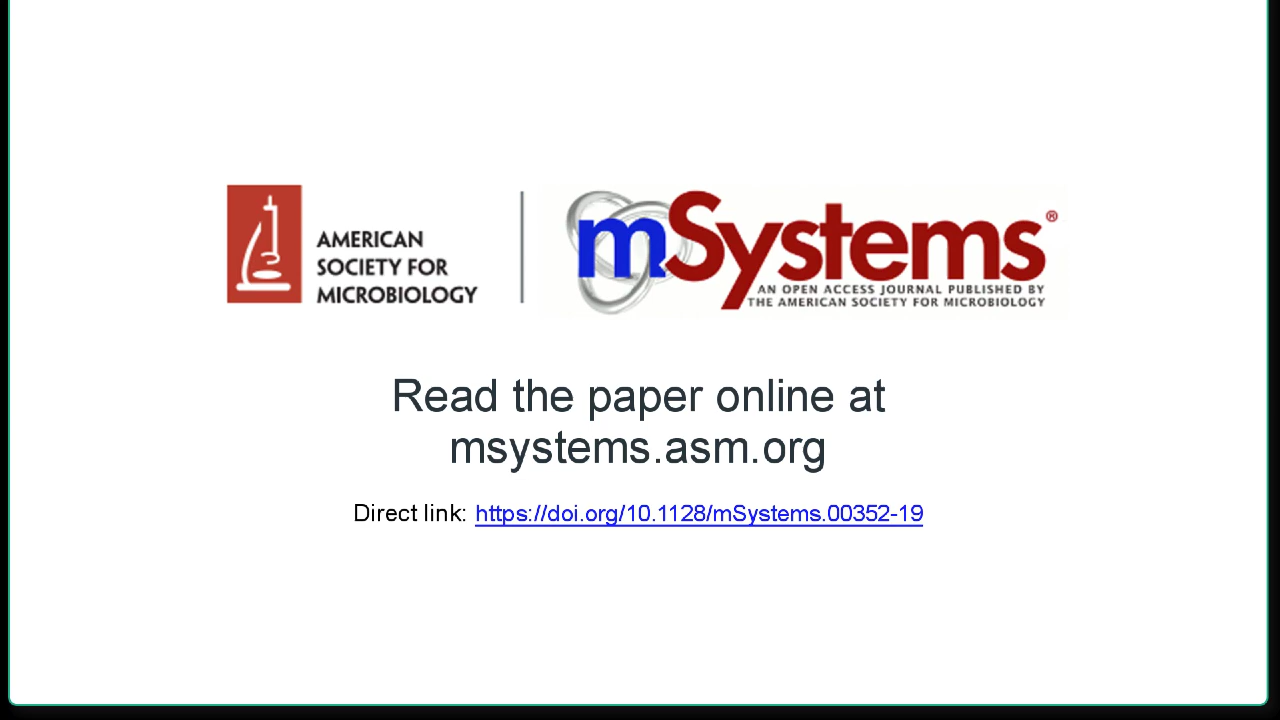 AMERICAN
SOCIETY FOR
MICROBIOLOGY
mSystems®
AN OPEN ACCESS JOURNAL PUBLISHED BY
THE AMERICAN SOCIETY FOR MICROBIOLOGY
Read the paper online at
msystems.asm.org
Direct link: https://doi.org/10.1128/mSystems.00352-19